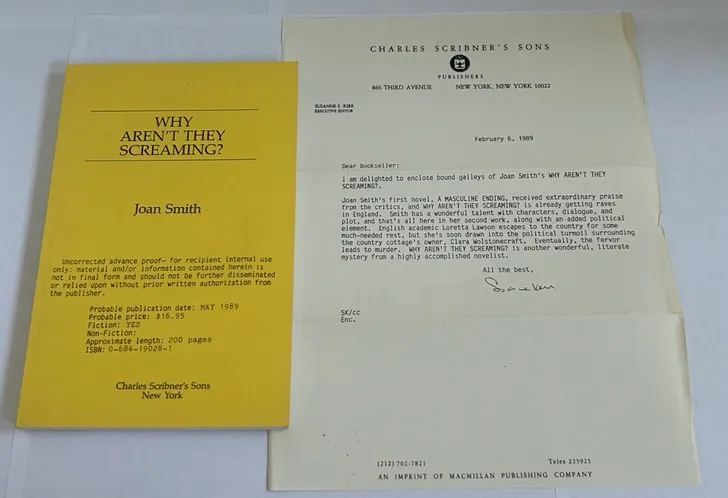 WHY
AREN'T THEY
SCREAMING?
Joan Smith
Uncorrected advance proof— for recipient internal use
only: material and/or information contained herein is
not in final form and should not be further disseminated
or relied upon without prior written authorization from
the publisher.
Probable publication date: MAY 1989
Probable price: $16.95
Fiction: YES
Non-Fiction:
Approximate length: 200 pages
ISBN: 0-684-19028-1
Charles Scribner's Sons
New York
CHARLES SCRIBNER'S SONS
PUBLISHERS
866 THIRD AVENUE NEW YORK, NEW YORK 10022
SUSANNE S. KIRK
EXECUTIVE EDITOR
February 6, 1989
Dear Bookseller:
I am delighted to enclose bound galleys of Joan Smith's WHY AREN'T THEY
SCREAMING?.
Joan Smith's first novel, A MASCULINE ENDING, received extraordinary praise
from the critics, and WHY AREN'T THEY SCREAMING? is already getting raves
in England. Smith has a wonderful talent with characters, dialogue, and
plot, and that's all here in her second work, along with an added political
element. English academic Loretta Lawson escapes to the country for some
much-needed rest, but she's soon drawn into the political turmoil surrounding
the country cottage's owner, Clara Wolstonecraft. Eventually, the fervor
leads to murder. WHY AREN'T THEY SCREAMING? is another wonderful, literate
mystery from a highly accomplished novelist.
All the best,
SK/cc
Enc.
(212) 702-7821 Telex 225925
AN IMPRINT OF MACMILLAN PUBLISHING COMPANY